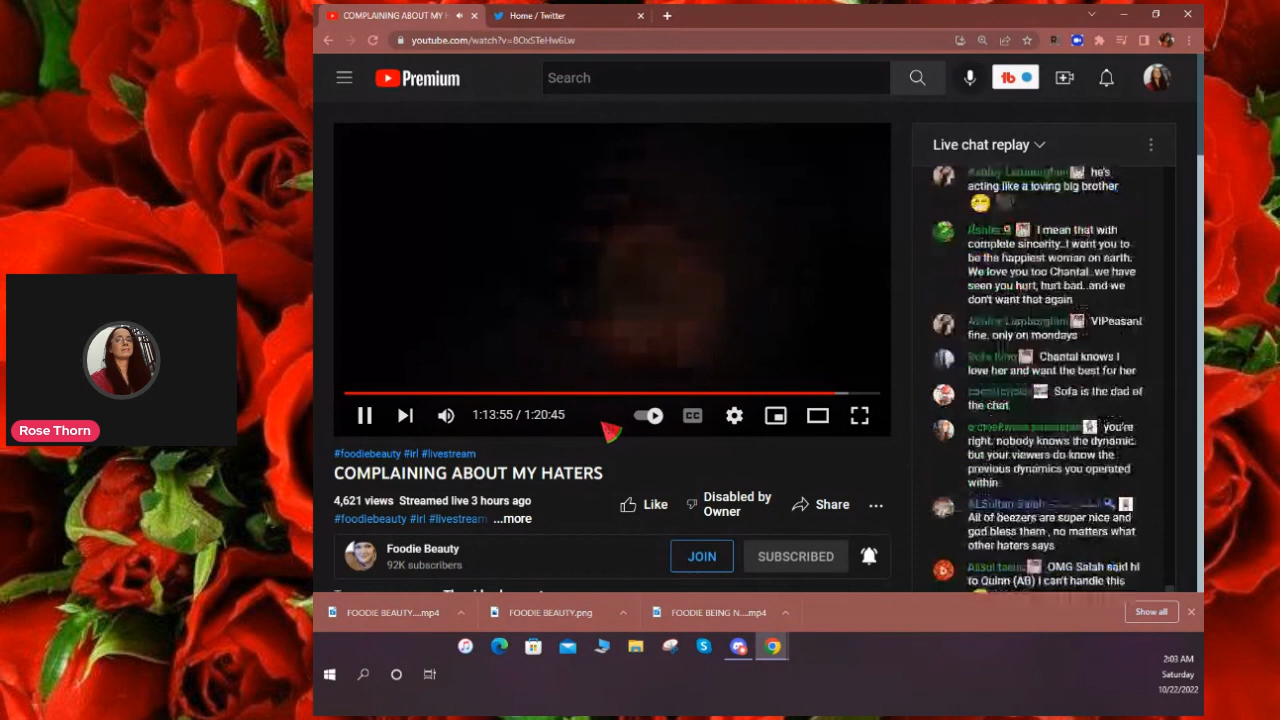 COMPLAINING ABOUT MY H
Home / Twitter
youtube.com/watch?v=8OxSTeHw6Lw
Premium
Search
Live chat replay
he's
acting like a loving big brother
I mean that with
complete sincerity..I want you to
be the happiest woman on earth.
We love you too Chantal..we have
seen you hurt, hurt bad..and we
don't want that again
VIPeasant
fine, only on mondays
Chantal knows I
love her and want the best for her
Sofa is the dad of
the chat
you're
right, nobody knows the dynamic.
but your viewers do know the
previous dynamics you operated
within.
ALSultan Salah
All of beezers are super nice and
god bless them , no matters what
other haters says
OMG Salah said hi
to Quinn (AB) I can't handle this
1:13:55 / 1:20:45
CC
Rose Thorn
#foodiebeauty #irl #livestream
COMPLAINING ABOUT MY HATERS
4,621 views Streamed live 3 hours ago
#foodiebeauty #irl #livestream ...more
Like
Disabled by
Owner
Share
Foodie Beauty
92K subscribers
JOIN
SUBSCRIBED
FOODIE BEAUTY....mp4
FOODIE BEAUTY.png
FOODIE BEING N....mp4
Show all
2:03 AM
Saturday
10/22/2022